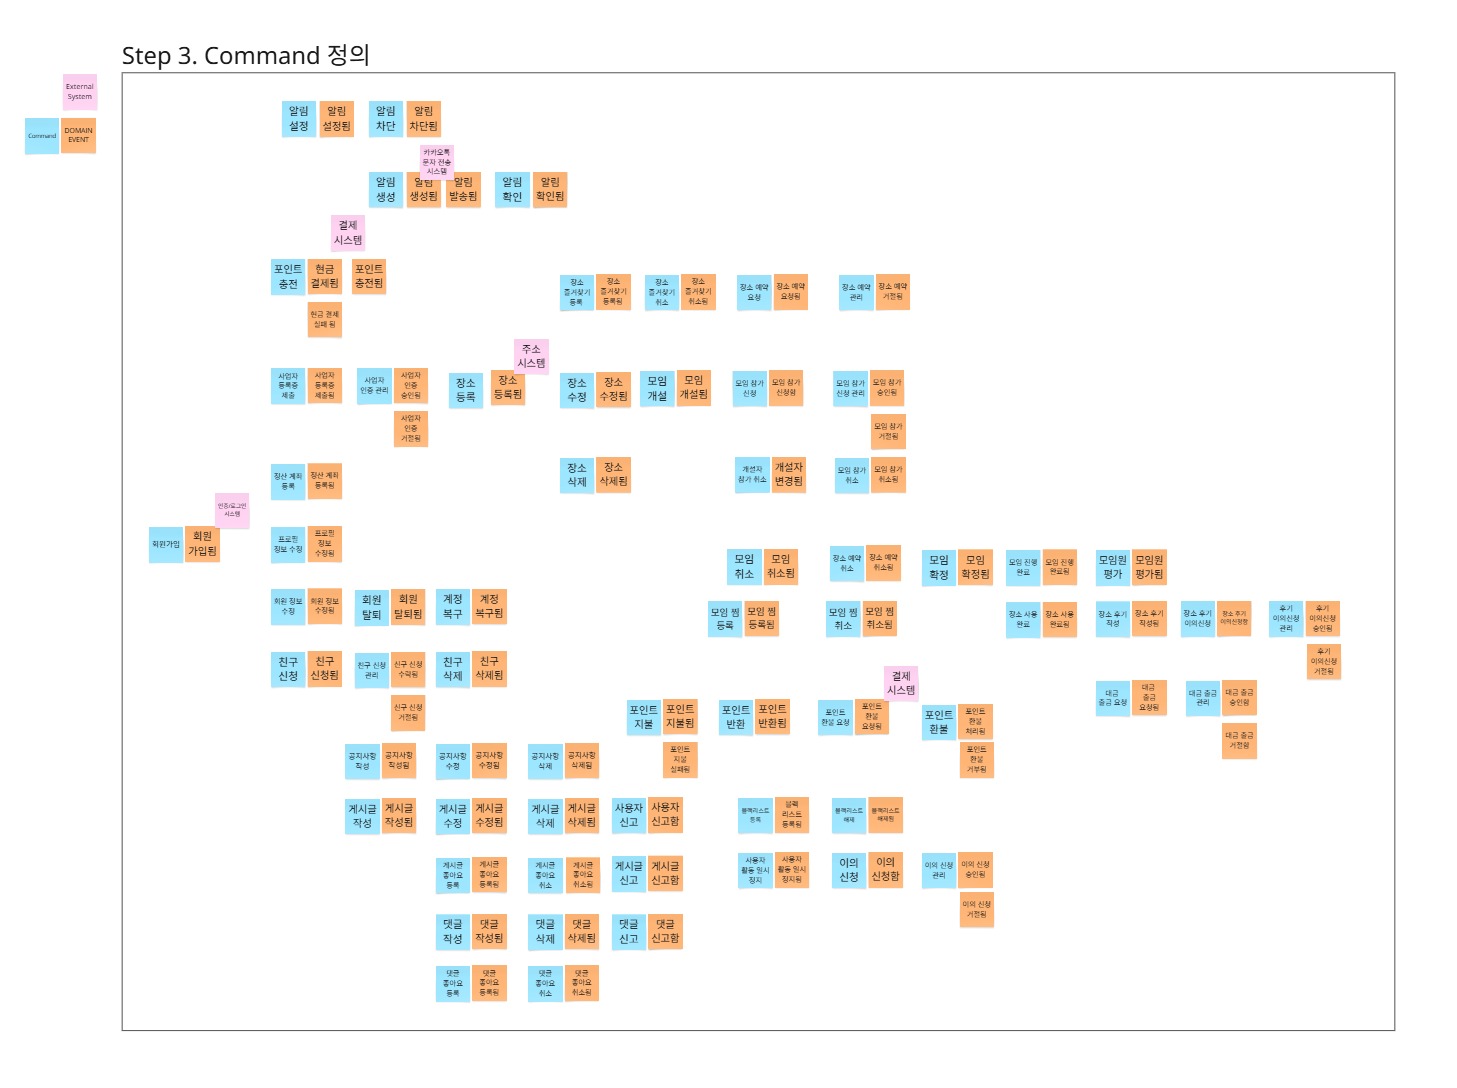 Step 3. Command 정의
External
System
Command
DOMAIN
EVENT
알림
설정
알림
설정됨
알림
차단
알림
차단됨
카카오톡
문자 전송
시스템
알림
생성
알림
생성됨
알림
발송됨
알림
확인
알림
확인됨
결제
시스템
포인트
충전
현금
결제됨
포인트
충전됨
현금 결제
실패 됨
장소
즐겨찾기
등록
장소
즐겨찾기
등록됨
장소
즐겨찾기
취소
장소
즐겨찾기
취소됨
장소 예약
요청
장소 예약
요청됨
장소 예약
관리
장소 예약
거절됨
주소
시스템
사업자
등록증
제출
사업자
등록증
제출됨
사업자
인증 관리
사업자
인증
승인됨
사업자
인증
거절됨
장소
등록
장소
등록됨
장소
수정
장소
수정됨
모임
개설
모임
개설됨
모임 참가
신청
모임 참가
신청됨
모임 참가
신청 관리
모임 참가
승인됨
모임 참가
거절됨
정산 계좌
등록
정산 계좌
등록됨
장소
삭제
장소
삭제됨
개설자
참가 취소
개설자
변경됨
모임 참가
취소
모임 참가
취소됨
인증/로그인
시스템
회원가입
회원
가입됨
프로필
정보 수정
프로필
정보
수정됨
모임
취소
모임
취소됨
장소 예약
취소
장소 예약
취소됨
모임
확정
모임
확정됨
모임 진행
완료
모임 진행
완료됨
모임원
평가
모임원
평가됨
회원 정보
수정
회원 정보
수정됨
회원
탈퇴
회원
탈퇴됨
계정
복구
계정
복구됨
모임 찜
등록
모임 찜
등록됨
모임 찜
취소
모임 찜
취소됨
장소 사용
완료
장소 사용
완료됨
장소 후기
작성
장소 후기
작성됨
장소 후기
이의신청
장소 후기
이의신청함
후기
이의신청
관리
후기
이의신청
승인됨
후기
이의신청
거절됨
친구
신청
친구
신청됨
친구 신청
관리
친구 신청
수락됨
친구 신청
거절됨
친구
삭제
친구
삭제됨
결제
시스템
포인트
지불
포인트
지불됨
포인트
지불
실패됨
포인트
반환
포인트
반환됨
포인트
환불 요청
포인트
환불
요청됨
포인트
환불
포인트
환불
처리됨
포인트
환불
거부됨
대금
출금 요청
대금
출금
요청됨
대금 출금
관리
대금 출금
승인됨
대금 출금
거절됨
공지사항
작성
공지사항
작성됨
공지사항
수정
공지사항
수정됨
공지사항
삭제
공지사항
삭제됨
게시글
작성
게시글
작성됨
게시글
수정
게시글
수정됨
게시글
삭제
게시글
삭제됨
사용자
신고
사용자
신고함
블랙리스트
등록
블랙
리스트
등록됨
블랙리스트
해제
블랙리스트
해제됨
게시글
좋아요
등록
게시글
좋아요
등록됨
게시글
좋아요
취소
게시글
좋아요
취소됨
게시글
신고
게시글
신고함
사용자
활동 일시
정지
사용자
활동 일시
정지됨
이의
신청
이의
신청함
이의 신청
관리
이의 신청
승인됨
이의 신청
거절됨
댓글
작성
댓글
작성됨
댓글
삭제
댓글
삭제됨
댓글
신고
댓글
신고함
댓글
좋아요
등록
댓글
좋아요
등록됨
댓글
좋아요
취소
댓글
좋아요
취소됨